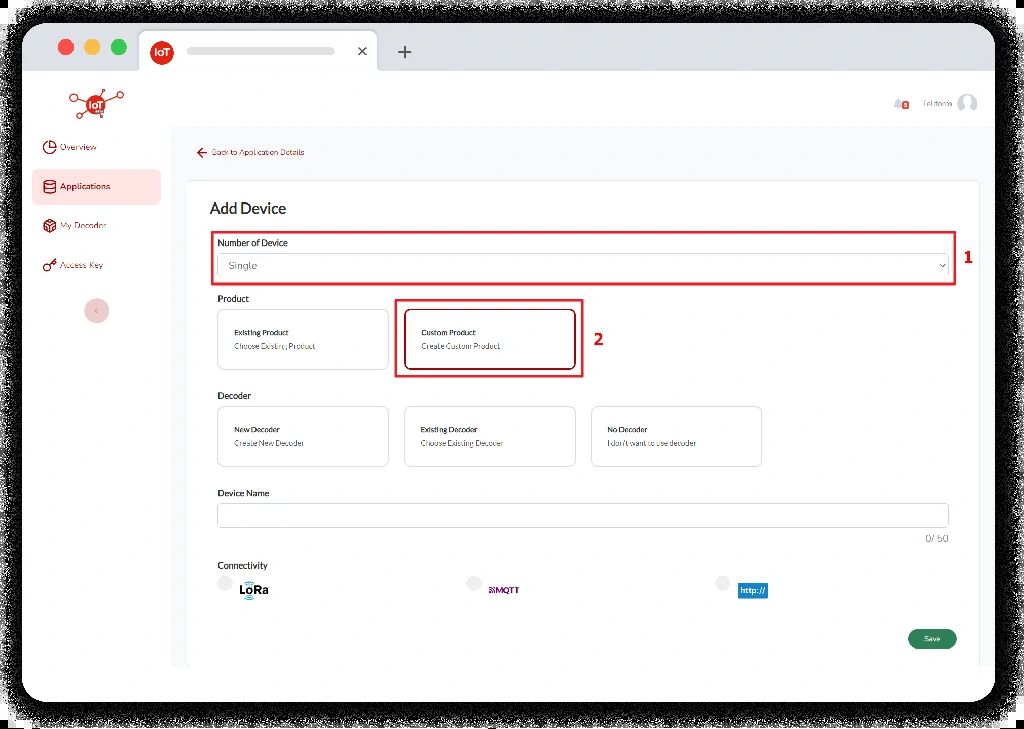 IoT
IoT
5
Teliform
Overview
Applications
My Decoder
Access Key
Back to Application Details
Add Device
Number of Device
Single
1
Product
Existing Product
Choose Existing Product
Custom Product
Create Custom Product
2
Decoder
New Decoder
Create New Decoder
Existing Decoder
Choose Existing Decoder
No Decoder
I don't want to use decoder
Device Name
0/ 50
Connectivity
LoRa
MQTT
http://
Save